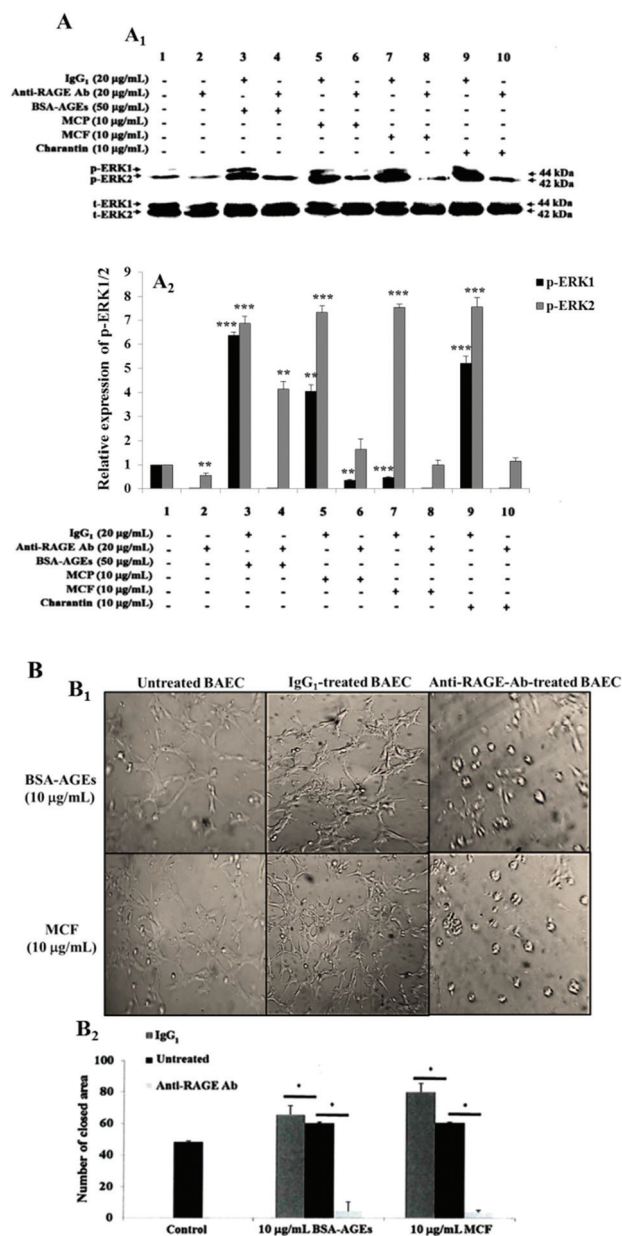 A
A1
1 2 3 4 5 6 7 8 9 10
IgG1 (20 μg/mL) - - + - + - + - + -
Anti-RAGE Ab (20 μg/mL) - + - + - + - + - +
BSA-AGEs (50 μg/mL) - - + + - - - - - -
MCP (10 μg/mL) - - - - + + - - - -
MCF (10 μg/mL) - - - - - - + + - -
Charantin (10 μg/mL) - - - - - - - - + +
p-ERK1 44 kDa
p-ERK2 42 kDa
t-ERK1 44 kDa
t-ERK2 42 kDa
A2
p-ERK1
p-ERK2
Relative expression of p-ERK1/2
9
8
7
6
5
4
3
2
1
0
** *** *** ** ** *** ** *** *** *** ***
1 2 3 4 5 6 7 8 9 10
IgG1 (20 μg/mL) - - + - + - + - + -
Anti-RAGE Ab (20 μg/mL) - + - + - + - + - +
BSA-AGEs (50 μg/mL) - - + + - - - - - -
MCP (10 μg/mL) - - - - + + - - - -
MCF (10 μg/mL) - - - - - - + + - -
Charantin (10 μg/mL) - - - - - - - - + +
B
B1
Untreated BAEC IgG1-treated BAEC Anti-RAGE-Ab-treated BAEC
BSA-AGEs
(10 μg/mL)
MCF
(10 μg/mL)
B2
IgG1
Untreated
Anti-RAGE Ab
Number of closed area
100
80
60
40
20
0
* * * *
Control 10 μg/mL BSA-AGEs 10 μg/mL MCF